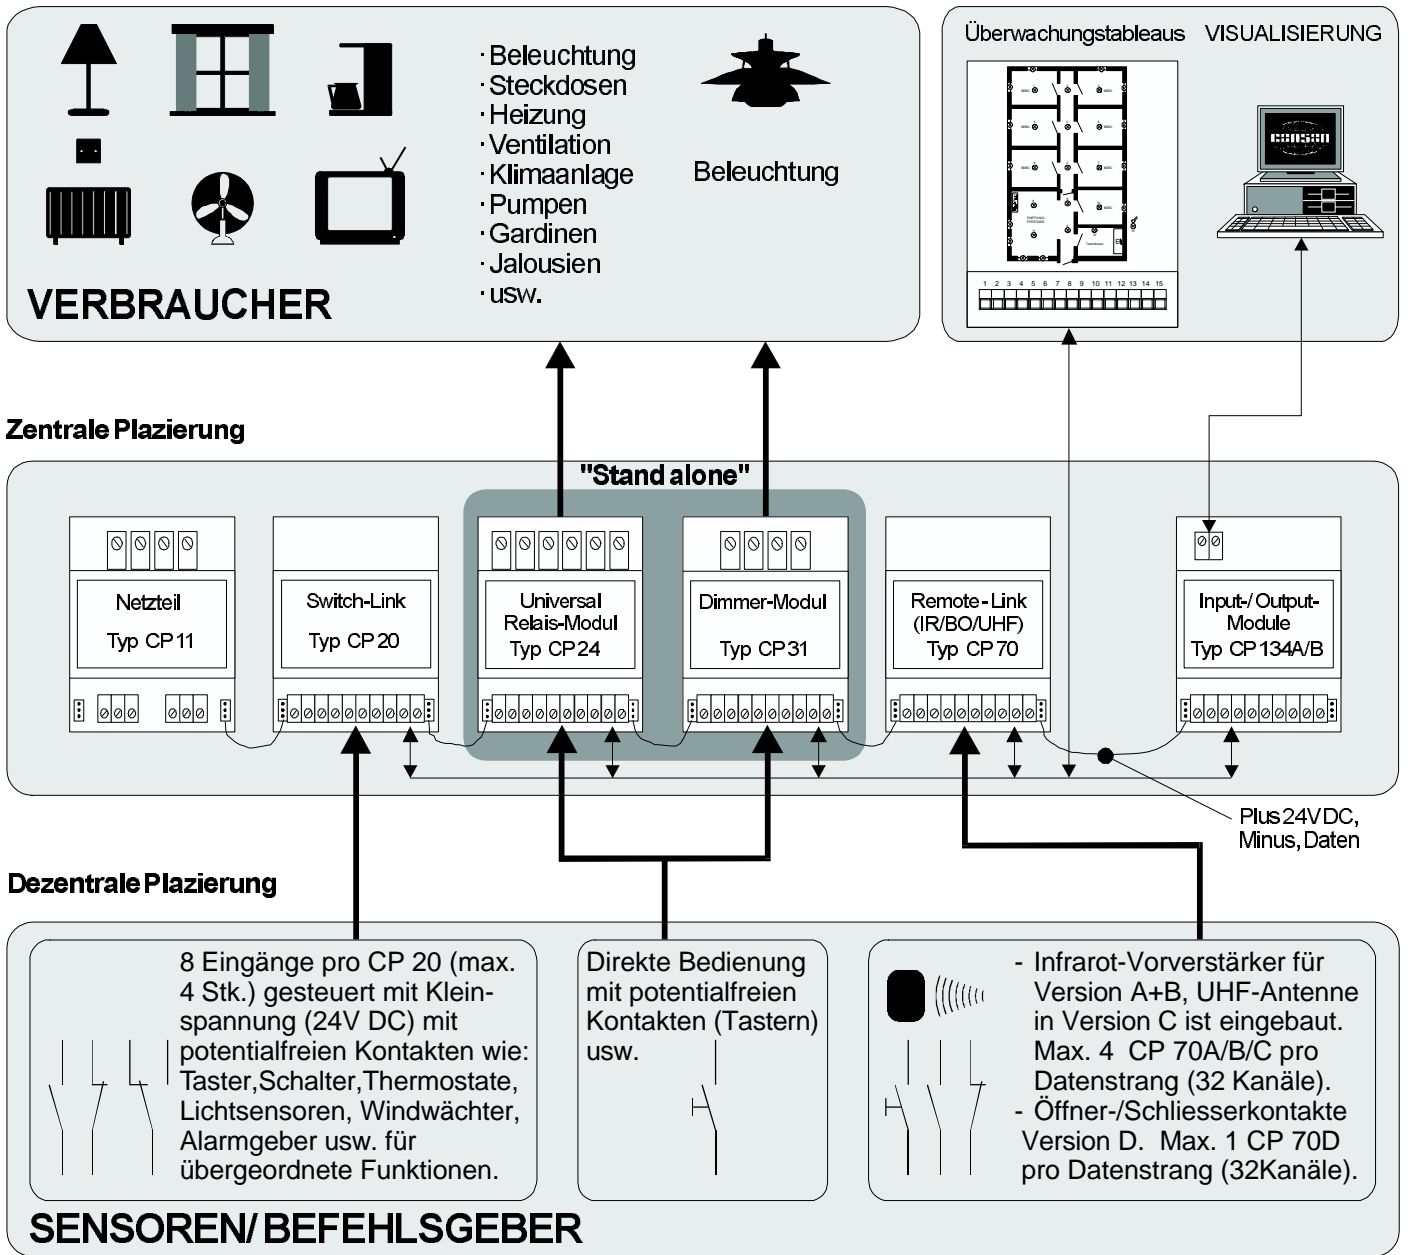 · Beleuchtung
· Steckdosen
· Heizung
· Ventilation
· Klimaanlage
· Pumpen
· Gardinen
· Jalousien
· usw.
Beleuchtung
VERBRAUCHER
Überwachungstableaus
VISUALISIERUNG
1 2 3 4 5 6 7 8 9 10 11 12 13 14 15
Zentrale Plazierung
"Stand alone"
Netzteil
Typ CP 11
Switch-Link
Typ CP 20
Universal
Relais-Modul
Typ CP 24
Dimmer-Modul
Typ CP 31
Remote-Link
(IR/BO/UHF)
Typ CP 70
Input-/Output-
Module
Typ CP 134A/B
Plus 24V DC,
Minus, Daten
Dezentrale Plazierung
8 Eingänge pro CP 20 (max.
4 Stk.) gesteuert mit Klein-
spannung (24V DC) mit
potentialfreien Kontakten wie:
Taster,Schalter,Thermostate,
Lichtsensoren, Windwächter,
Alarmgeber usw. für
übergeordnete Funktionen.
Direkte Bedienung
mit potentialfreien
Kontakten (Tastern)
usw.
- Infrarot-Vorverstärker für
Version A+B, UHF-Antenne
in Version C ist eingebaut.
Max. 4 CP 70A/B/C pro
Datenstrang (32 Kanäle).
- Öffner-/Schliesserkontakte
Version D. Max. 1 CP 70D
pro Datenstrang (32Kanäle).
SENSOREN/BEFEHLSGEBER